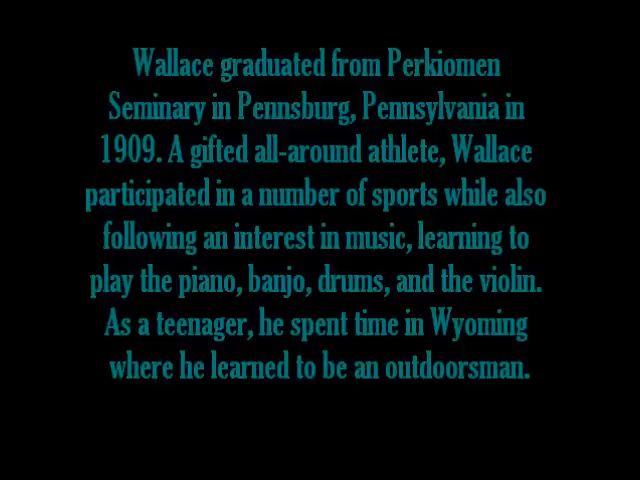 Wallace graduated from Perkiomen
Seminary in Pennsburg, Pennsylvania in
1909. A gifted all-around athlete, Wallace
participated in a number of sports while also
following an interest in music, learning to
play the piano, banjo, drums, and the violin.
As a teenager, he spent time in Wyoming
where he learned to be an outdoorsman.